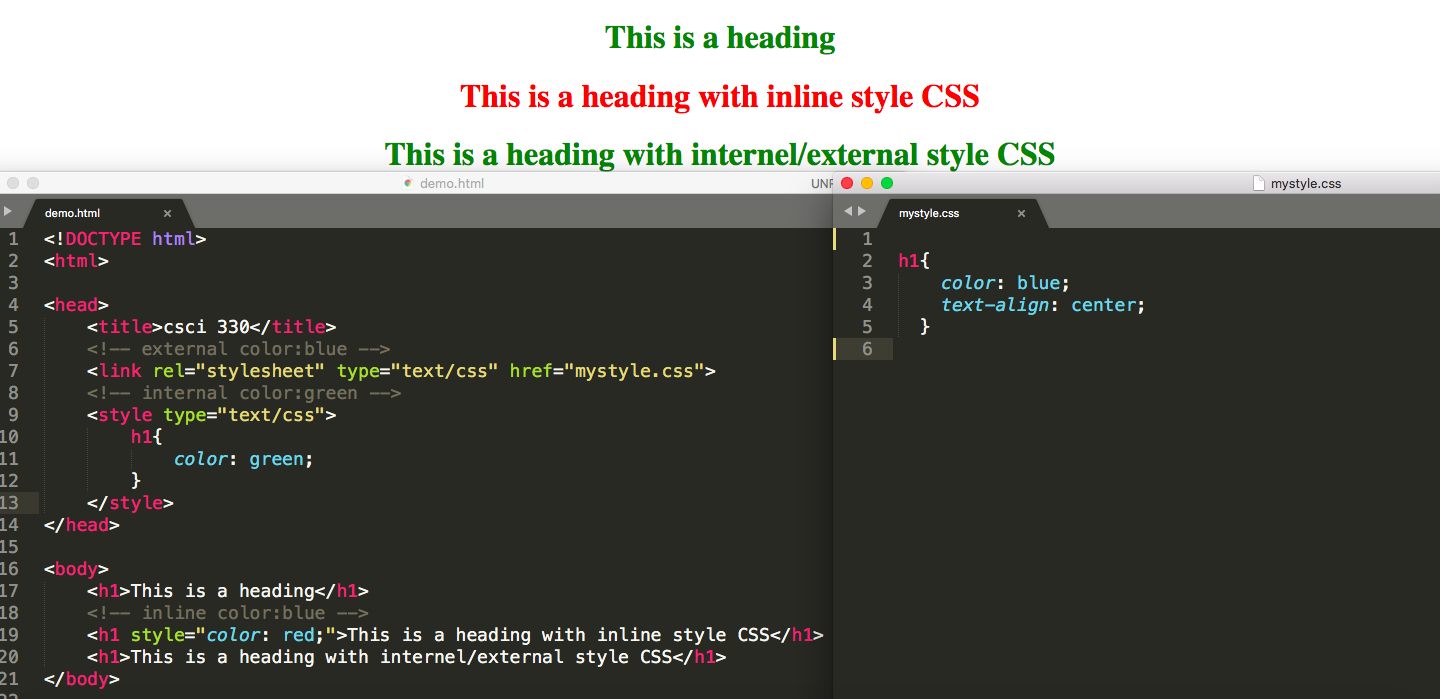 This is a heading
This is a heading with inline style CSS
This is a heading with internel/external style CSS
demo.html
demo.html
1 <!DOCTYPE html>
2 <html>
3
4 <head>
5 <title>csci 330</title>
6 <!-- external color:blue -->
7 <link rel="stylesheet" type="text/css" href="mystyle.css">
8 <!-- internal color:green -->
9 <style type="text/css">
10 h1{
11 color: green;
12 }
13 </style>
14 </head>
15
16 <body>
17 <h1>This is a heading</h1>
18 <!-- inline color:blue -->
19 <h1 style="color: red;">This is a heading with inline style CSS</h1>
20 <h1>This is a heading with internel/external style CSS</h1>
21 </body>
mystyle.css
mystyle.css
1
2 h1{
3 color: blue;
4 text-align: center;
5 }
6